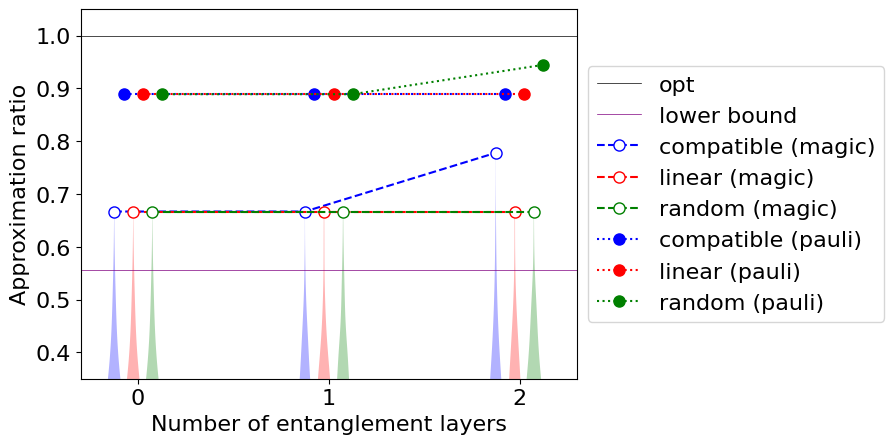 Approximation ratio
1.0
0.9
0.8
0.7
0.6
0.5
0.4
0 1 2
Number of entanglement layers
opt
lower bound
compatible (magic)
linear (magic)
random (magic)
compatible (pauli)
linear (pauli)
random (pauli)